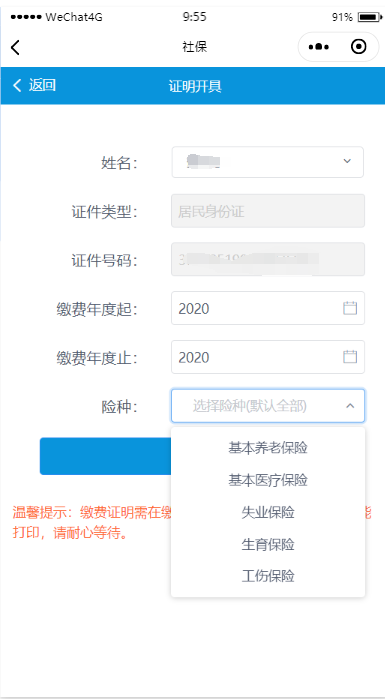 WeChat4G 9:55 91%
社保
返回 证明开具
姓名：
证件类型： 居民身份证
证件号码：
缴费年度起： 2020
缴费年度止： 2020
险种： 选择险种(默认全部)
基本养老保险
基本医疗保险
失业保险
生育保险
工伤保险
温馨提示：缴费证明需在缴 能
打印，请耐心等待。